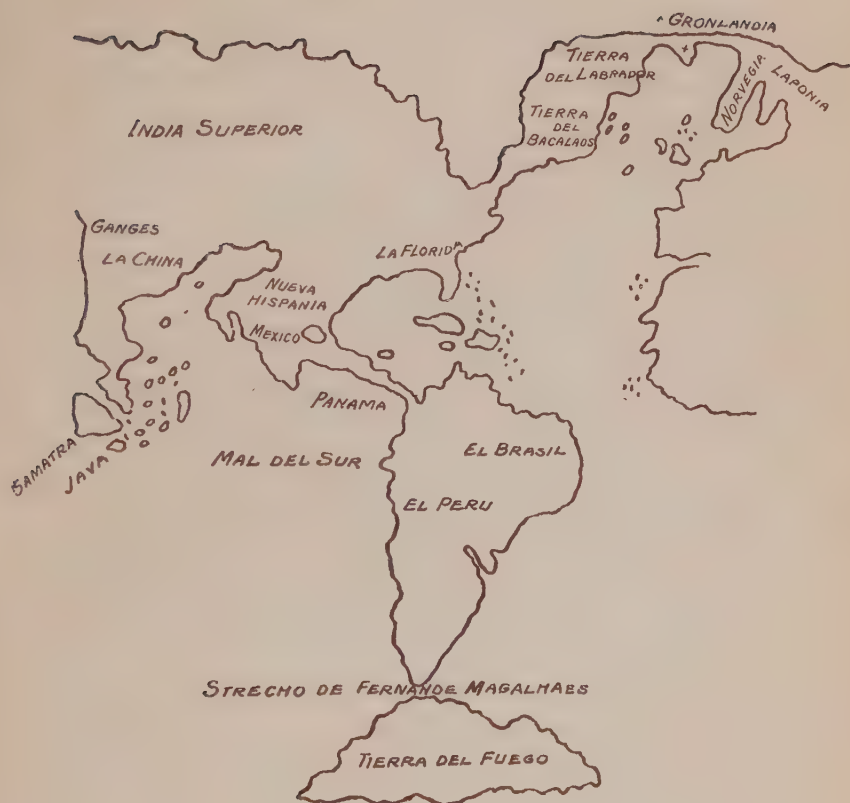 GRONLANDIA
TIERRA
DEL LABRADOR
NORVEGIA
LAPONIA
TIERRA
DEL
BACALAOS
INDIA SUPERIOR
GANGES
LA CHINA
LA FLORIDA
NUEVA
HISPANIA
MEXICO
PANAMA
SAMATRA
JAVA
MAL DEL SUR
EL BRASIL
EL PERU
STRECHO DE FERNANDE MAGALHAES
TIERRA DEL FUEGO